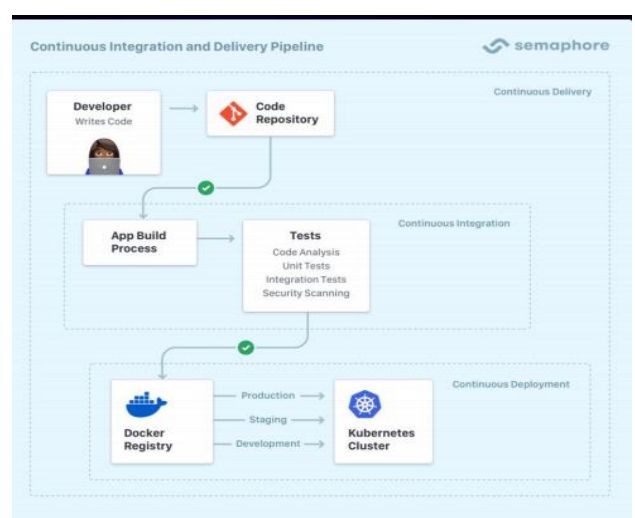 Continuous Integration and Delivery Pipeline
semaphore
Continuous Delivery
Developer
Writes Code
Code
Repository
Continuous Integration
App Build
Process
Tests
Code Analysis
Unit Tests
Integration Tests
Security Scanning
Continuous Deployment
Docker
Registry
Production
Staging
Development
Kubernetes
Cluster